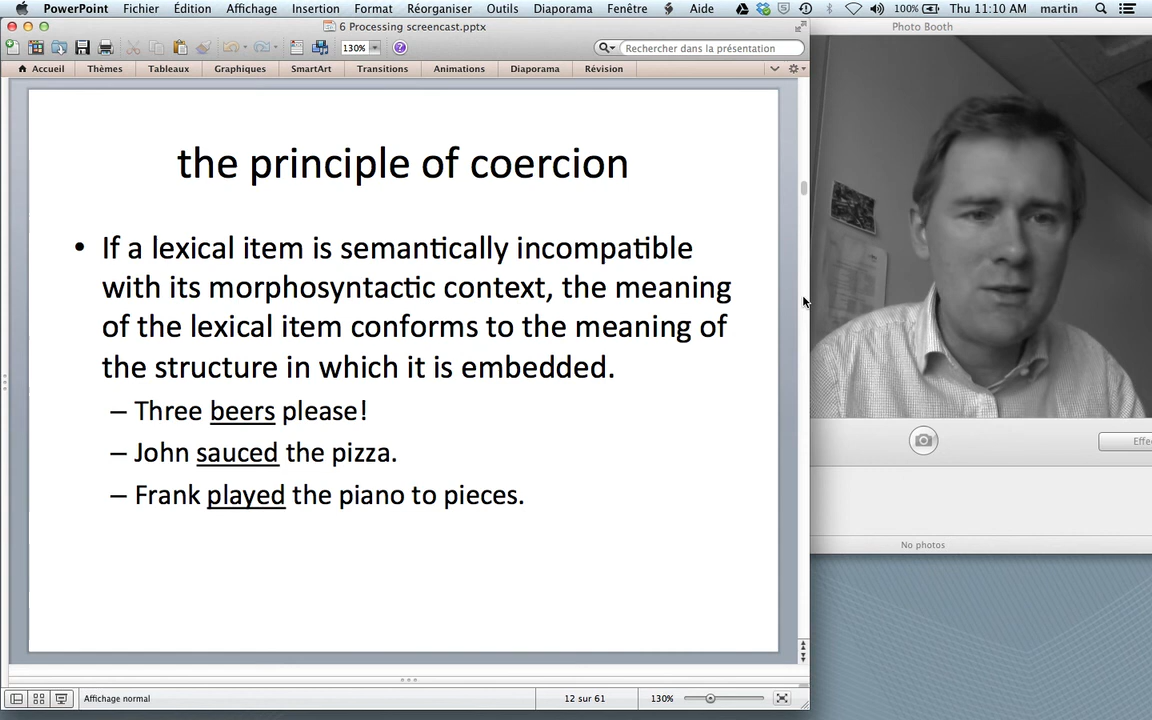 PowerPoint Fichier Édition Affichage Insertion Format Réorganiser Outils Diaporama Fenêtre Aide 100% Thu 11:10 AM martin
6 Processing screencast.pptx
Photo Booth
130% Rechercher dans la présentation
Accueil Thèmes Tableaux Graphiques SmartArt Transitions Animations Diaporama Révision
the principle of coercion
• If a lexical item is semantically incompatible
with its morphosyntactic context, the meaning
of the lexical item conforms to the meaning of
the structure in which it is embedded.
– Three beers please!
– John sauced the pizza.
– Frank played the piano to pieces.
Effe
No photos
Affichage normal 12 sur 61 130%